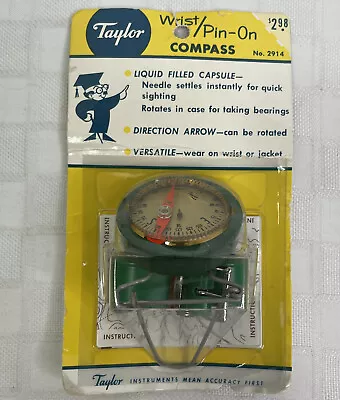 Taylor
Wrist/Pin-On
COMPASS
$2.98
No. 2914
LIQUID FILLED CAPSULE—
Needle settles instantly for quick
sighting
Rotates in case for taking bearings
DIRECTION ARROW—can be rotated
VERSATILE—wear on wrist or jacket
Taylor INSTRUMENTS MEAN ACCURACY FIRST